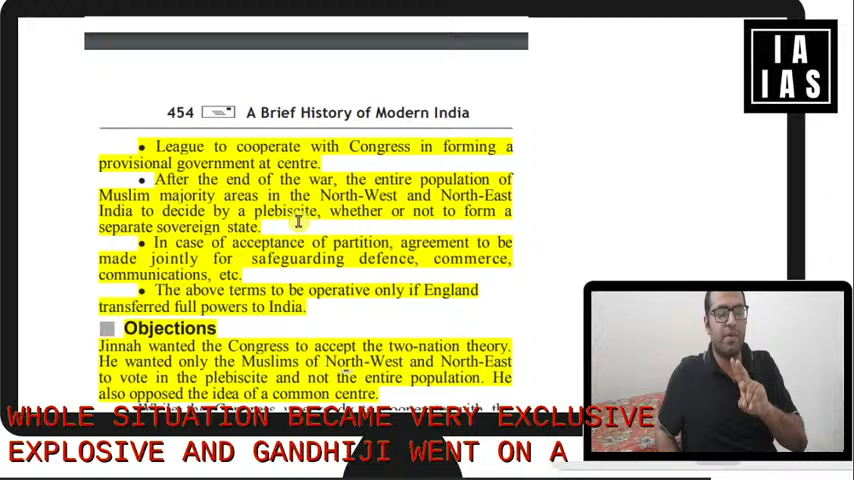 IA
IAS
454 A Brief History of Modern India
• League to cooperate with Congress in forming a
provisional government at centre.
• After the end of the war, the entire population of
Muslim majority areas in the North-West and North-East
India to decide by a plebiscite, whether or not to form a
separate sovereign state.
• In case of acceptance of partition, agreement to be
made jointly for safeguarding defence, commerce,
communications, etc.
• The above terms to be operative only if England
transferred full powers to India.
Objections
Jinnah wanted the Congress to accept the two-nation theory.
He wanted only the Muslims of North-West and North-East
to vote in the plebiscite and not the entire population. He
also opposed the idea of a common centre.
WHOLE SITUATION BECAME VERY EXCLUSIVE
EXPLOSIVE AND GANDHIJI WENT ON A